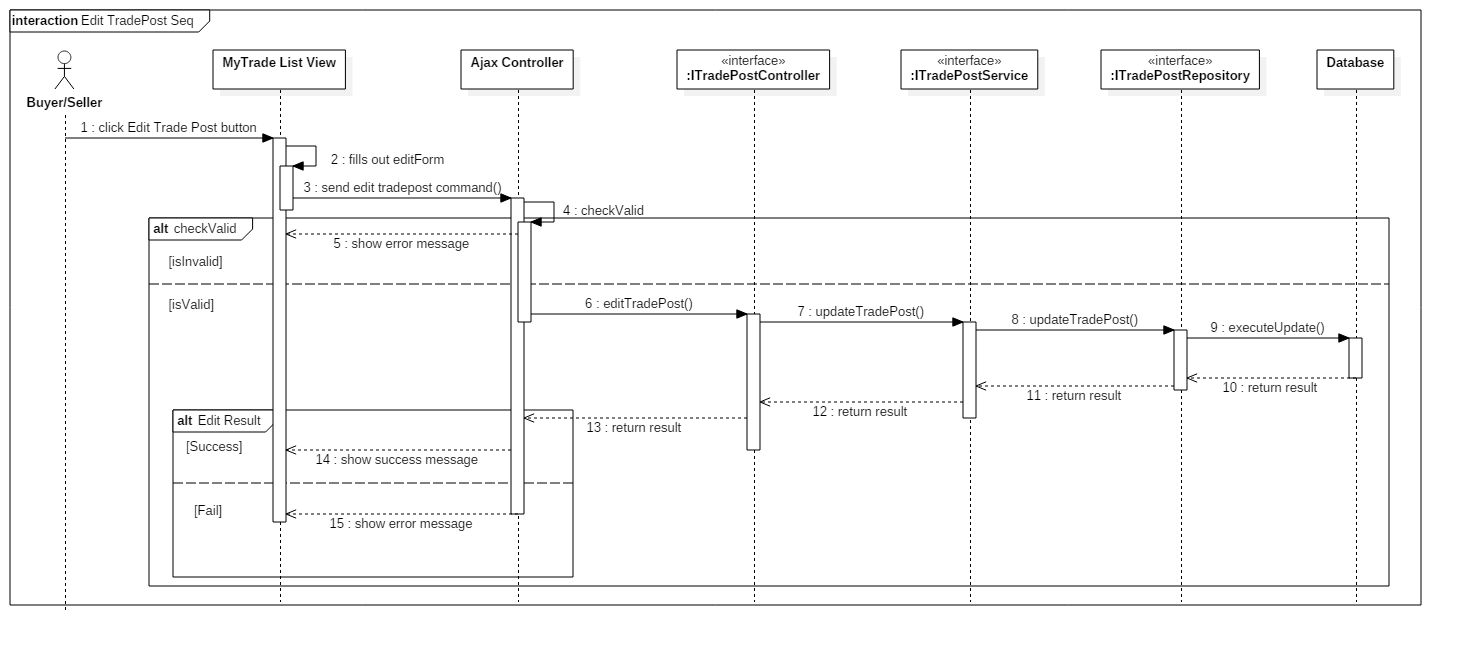 interaction Edit TradePost Seq
Buyer/Seller
MyTrade List View
Ajax Controller
«interface»
:ITradePostController
«interface»
:ITradePostService
«interface»
:ITradePostRepository
Database
1 : click Edit Trade Post button
2 : fills out editForm
3 : send edit tradepost command()
4 : checkValid
alt checkValid
5 : show error message
[isInvalid]
[isValid]
6 : editTradePost()
7 : updateTradePost()
8 : updateTradePost()
9 : executeUpdate()
10 : return result
11 : return result
12 : return result
13 : return result
alt Edit Result
[Success]
14 : show success message
[Fail]
15 : show error message